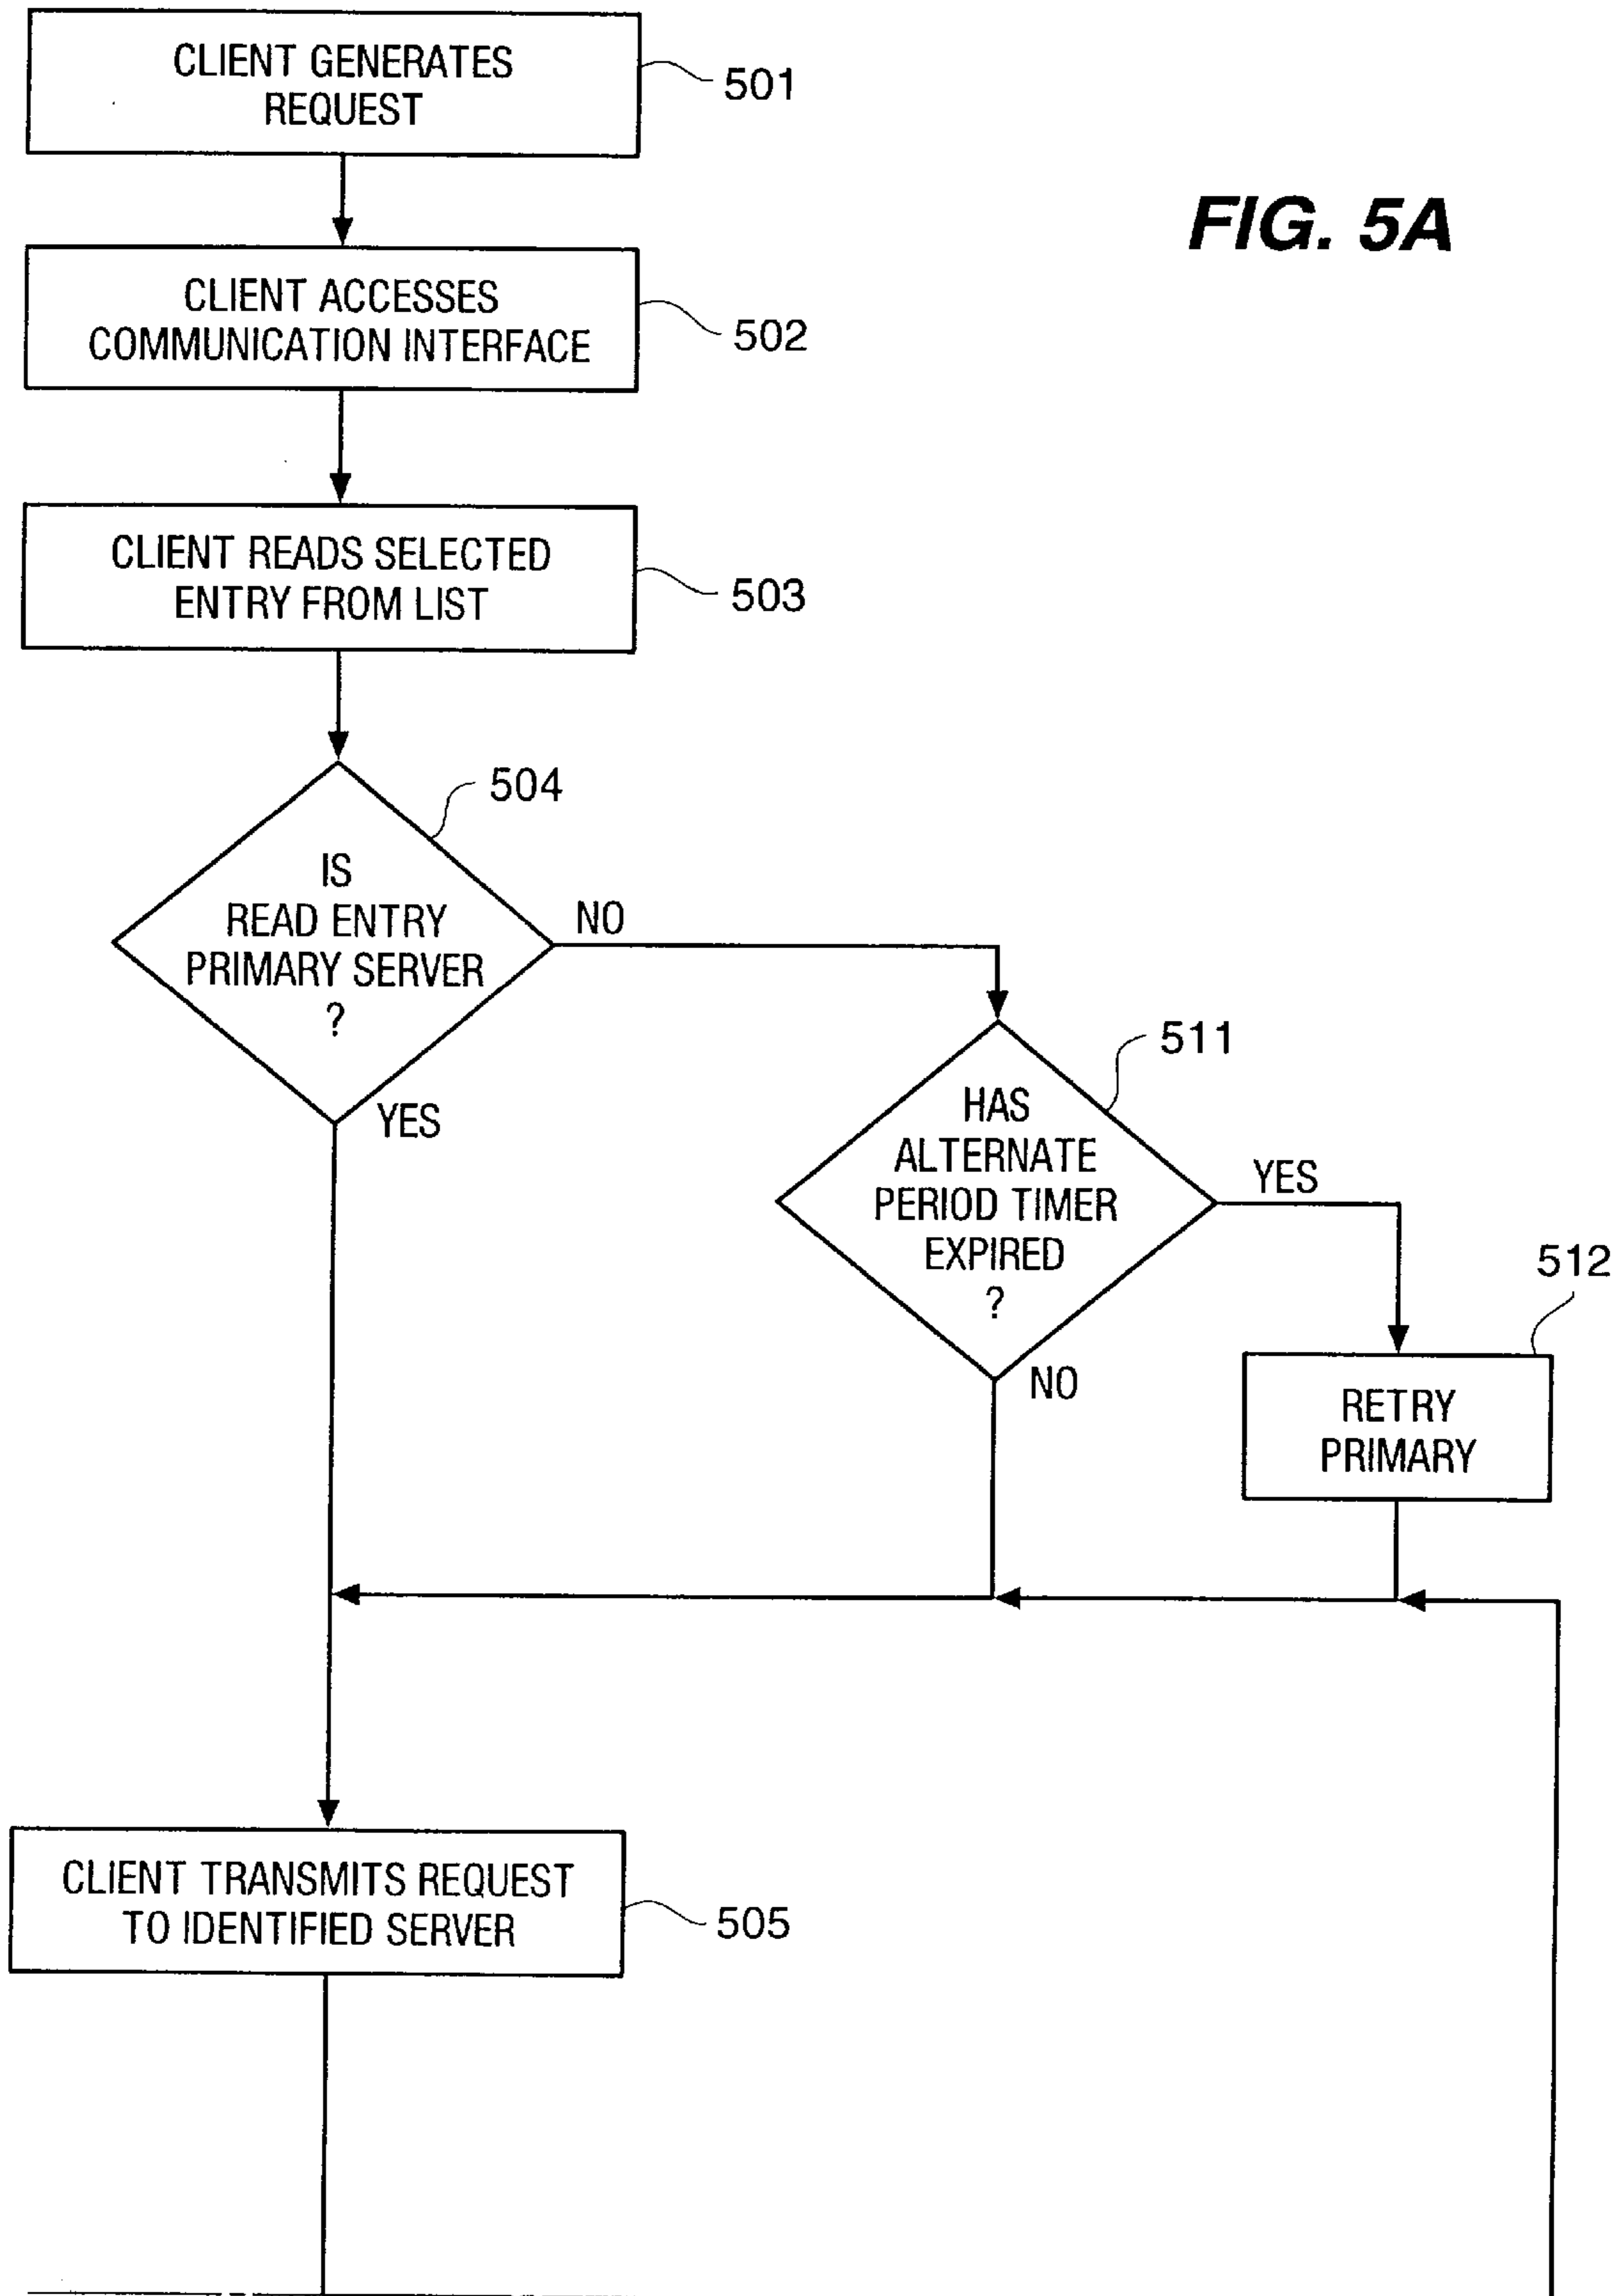 CLIENT GENERATES
REQUEST
501
FIG. 5A
CLIENT ACCESSES
COMMUNICATION INTERFACE
502
CLIENT READS SELECTED
ENTRY FROM LIST
503
504
IS
READ ENTRY
PRIMARY SERVER
?
NO
YES
511
HAS
ALTERNATE
PERIOD TIMER
EXPIRED
?
YES
NO
512
RETRY
PRIMARY
CLIENT TRANSMITS REQUEST
TO IDENTIFIED SERVER
505